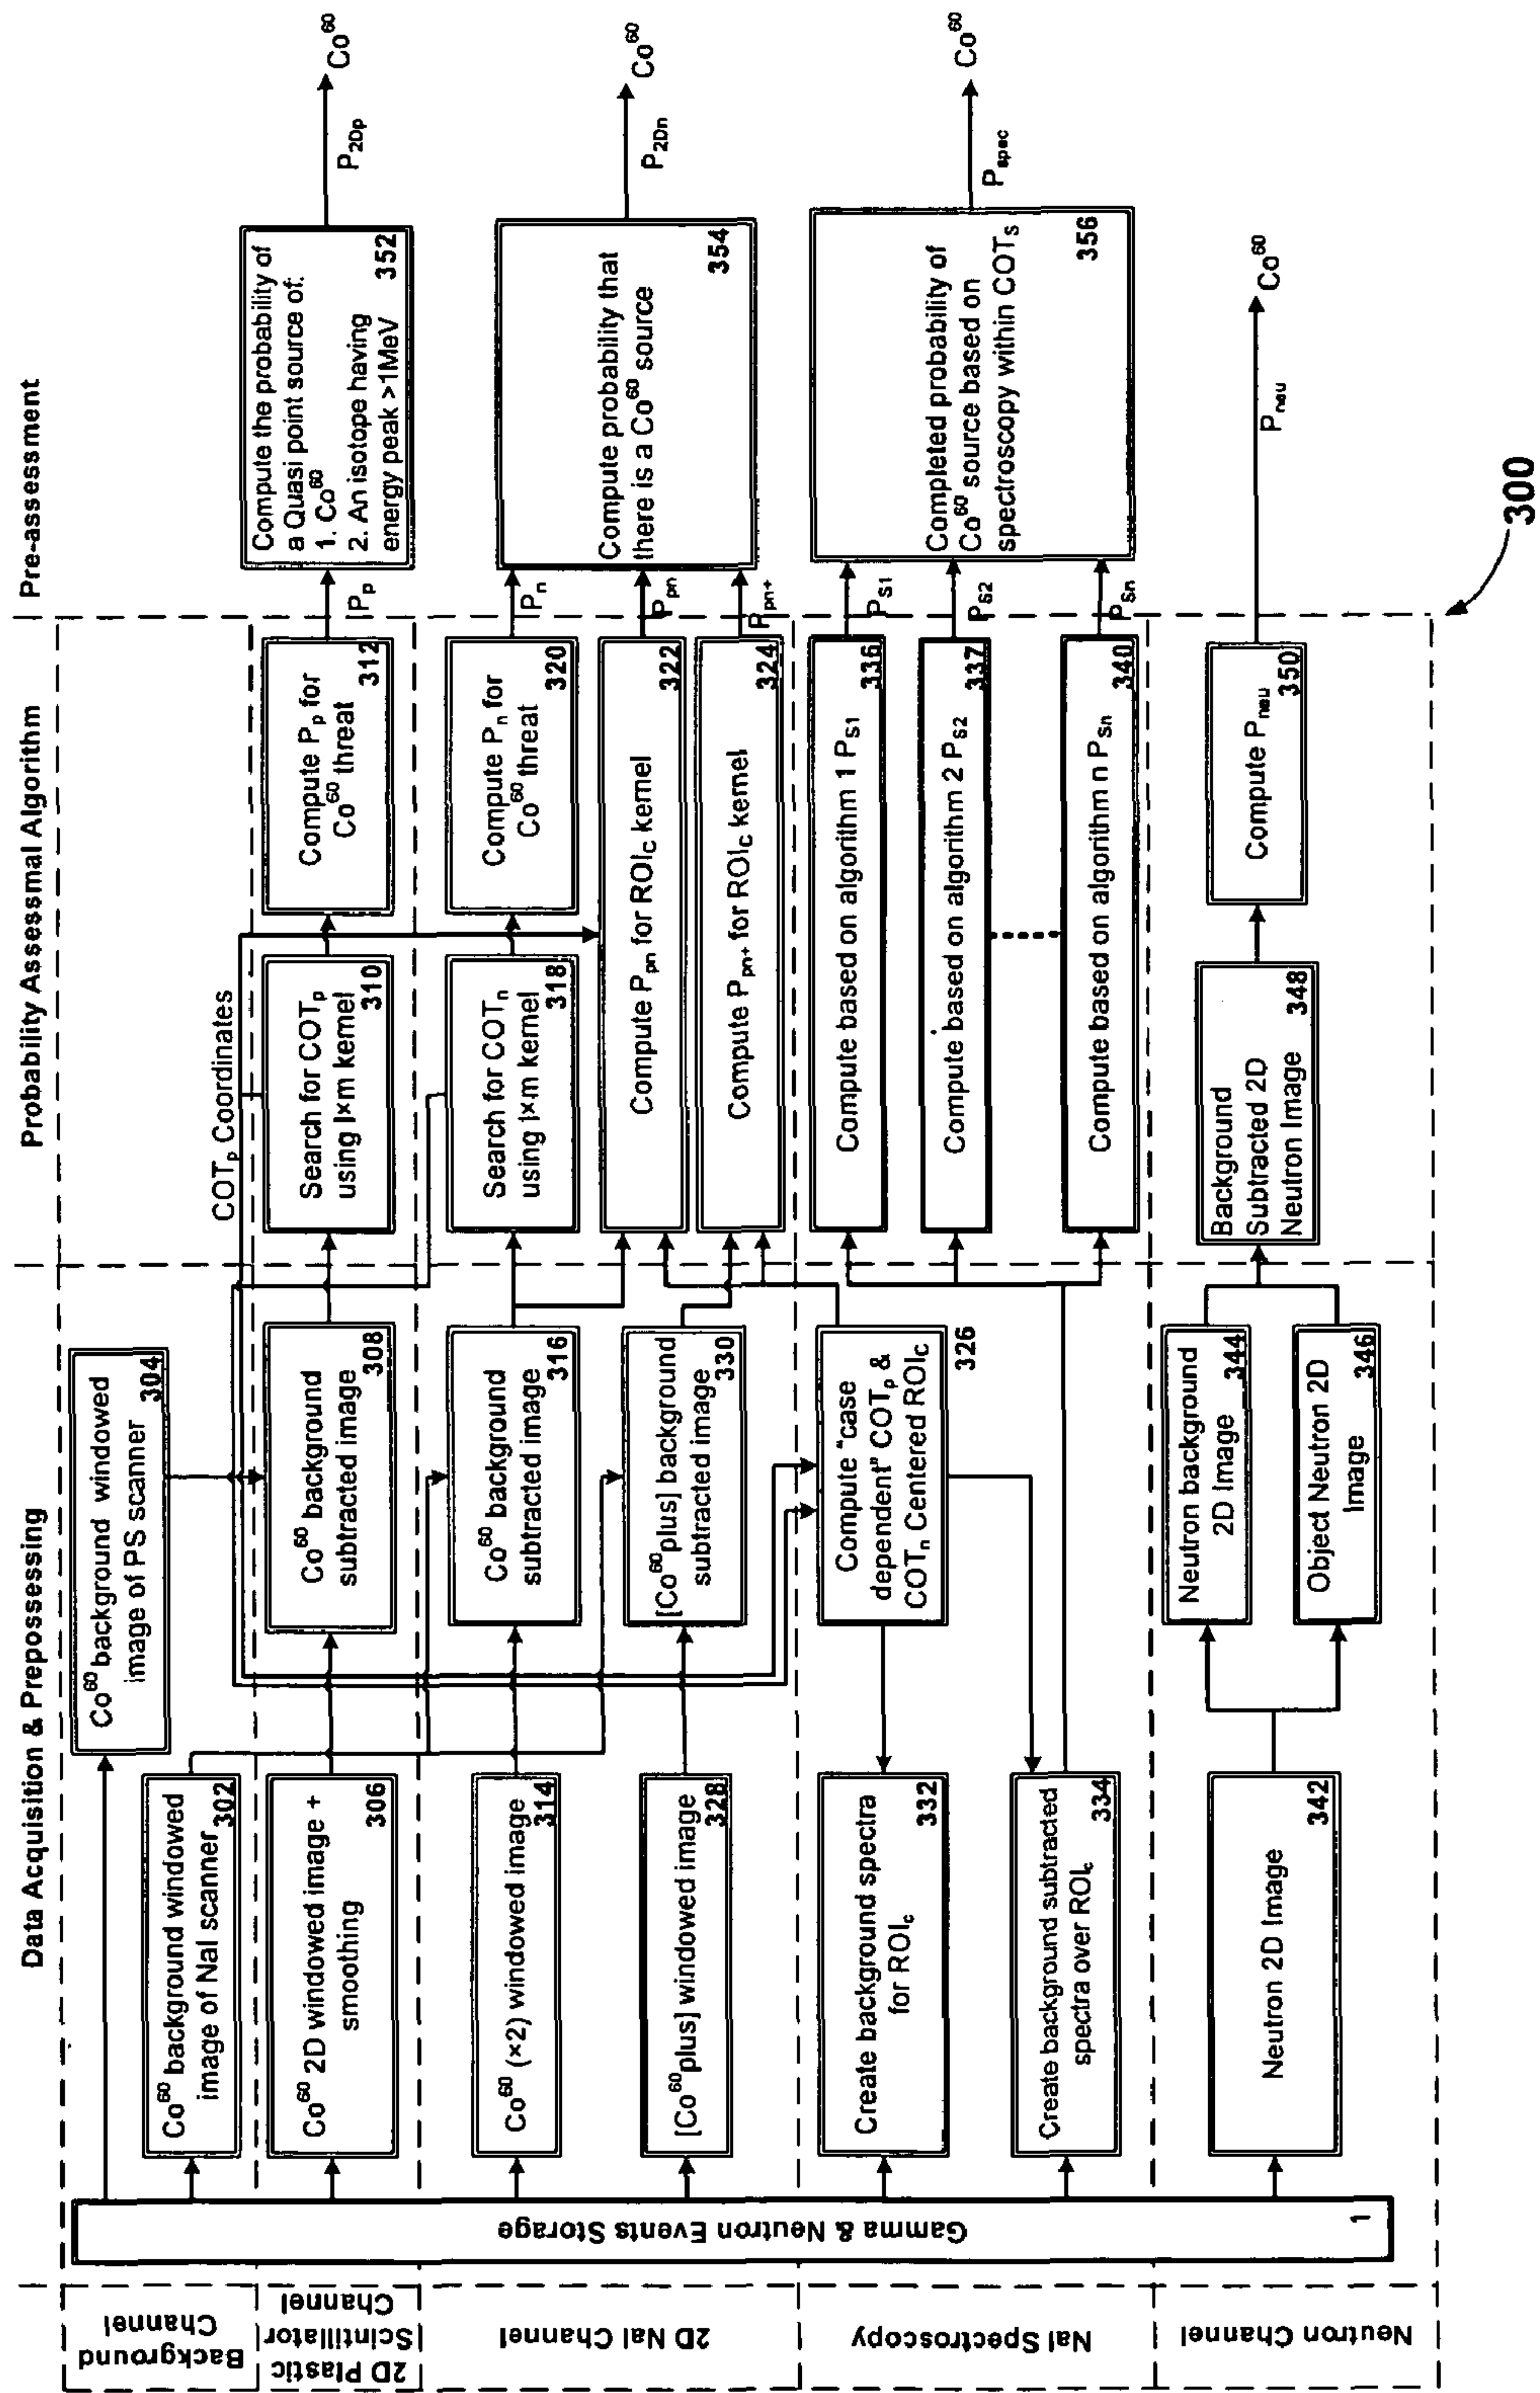 Data Acquisition & Prepossessing
Probability Assessmal Algorithm
Pre-assessment
Background
Channel
2D Plastic
Scintillator
Channel
2D NaI Channel
NaI Spectroscopy
Neutron Channel
Gamma & Neutron Events Storage
1
Co60 background windowed
image of PS scanner
304
Co60 background windowed
image of NaI scanner
302
Co60 2D windowed image +
smoothing
306
Co60 background
subtracted image
308
COTp Coordinates
Search for COTp
using l×m kernel
310
Compute Pp for
Co60 threat
312
Pp
Compute the probability of
a Quasi point source of:
1. Co60
2. An isotope having
energy peak >1MeV
352
P2Dp
Co60
Co60 (×2) windowed image
314
Co60 background
subtracted image
316
Search for COTn
using l×m kernel
318
Compute Pn for
Co60 threat
320
Pn
Compute Ppn for ROIC kernel
322
Ppn
[Co60plus] windowed image
328
[Co60plus] background
subtracted image
330
Compute Ppn+ for ROIC kernel
324
Ppn+
Compute probability that
there is a Co60 source
354
P2Dn
Co60
Compute "case
dependent" COTp &
COTn Centered ROIC
326
Create background spectra
for ROIc
332
Create background subtracted
spectra over ROIc
334
Compute based on algorithm 1 PS1
336
PS1
Compute based on algorithm 2 PS2
337
PS2
Compute based on algorithm n PSn
340
PSn
Completed probability of
Co60 source based on
spectroscopy within COTS
356
Pspec
Co60
Neutron 2D Image
342
Neutron background
2D Image
344
Object Neutron 2D
Image
346
Background
Subtracted 2D
Neutron Image
348
Compute Pneu
350
Pneu
Co60
300